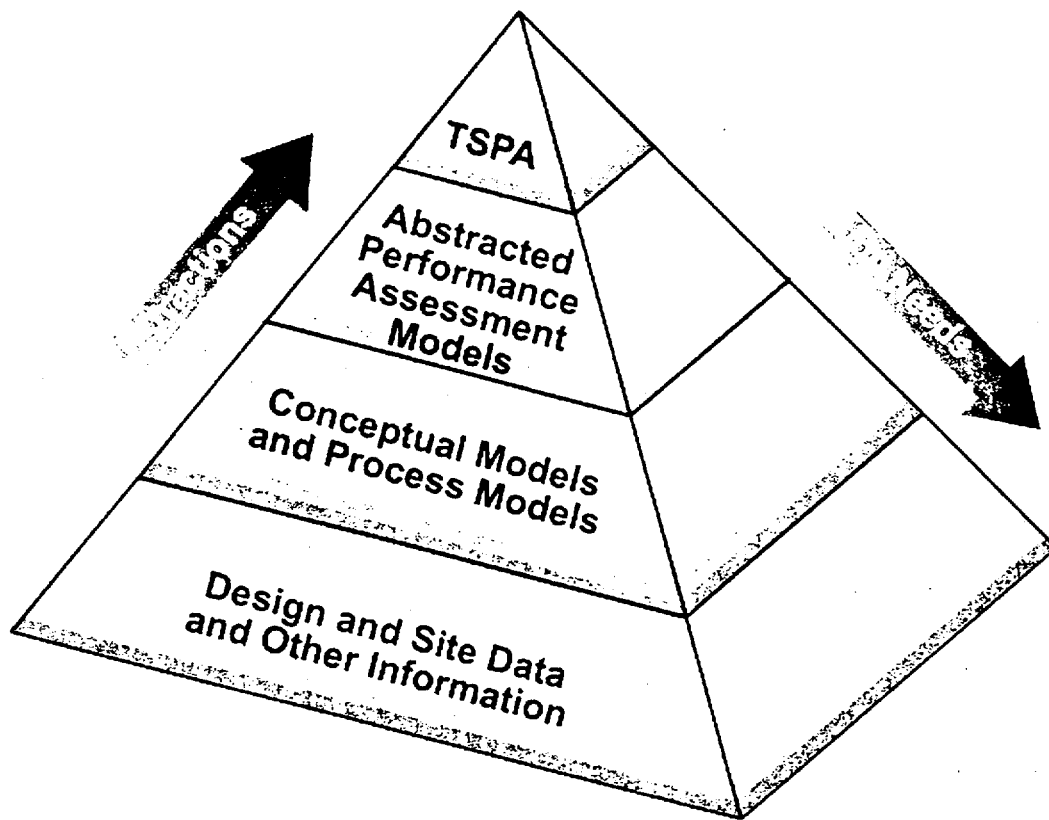 TSPA
Abstracted
Performance
Assessment
Models
Conceptual Models
and Process Models
Design and Site Data
and Other Information